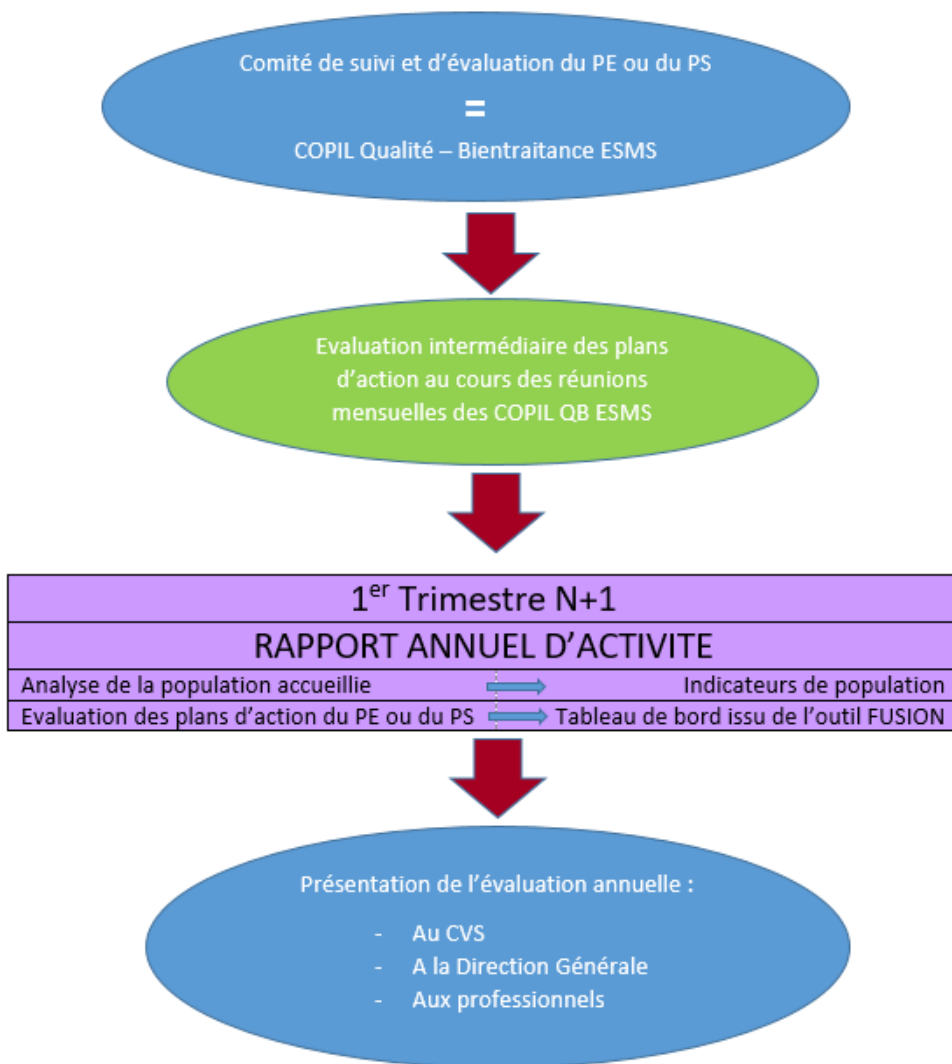 Comité de suivi et d'évaluation du PE ou du PS
=
COPIL Qualité – Bientraitance ESMS
Evaluation intermédiaire des plans
d'action au cours des réunions
mensuelles des COPIL QB ESMS
1er Trimestre N+1
RAPPORT ANNUEL D'ACTIVITE
Analyse de la population accueillie Indicateurs de population
Evaluation des plans d'action du PE ou du PS Tableau de bord issu de l'outil FUSION
Présentation de l'évaluation annuelle :
- Au CVS
- A la Direction Générale
- Aux professionnels